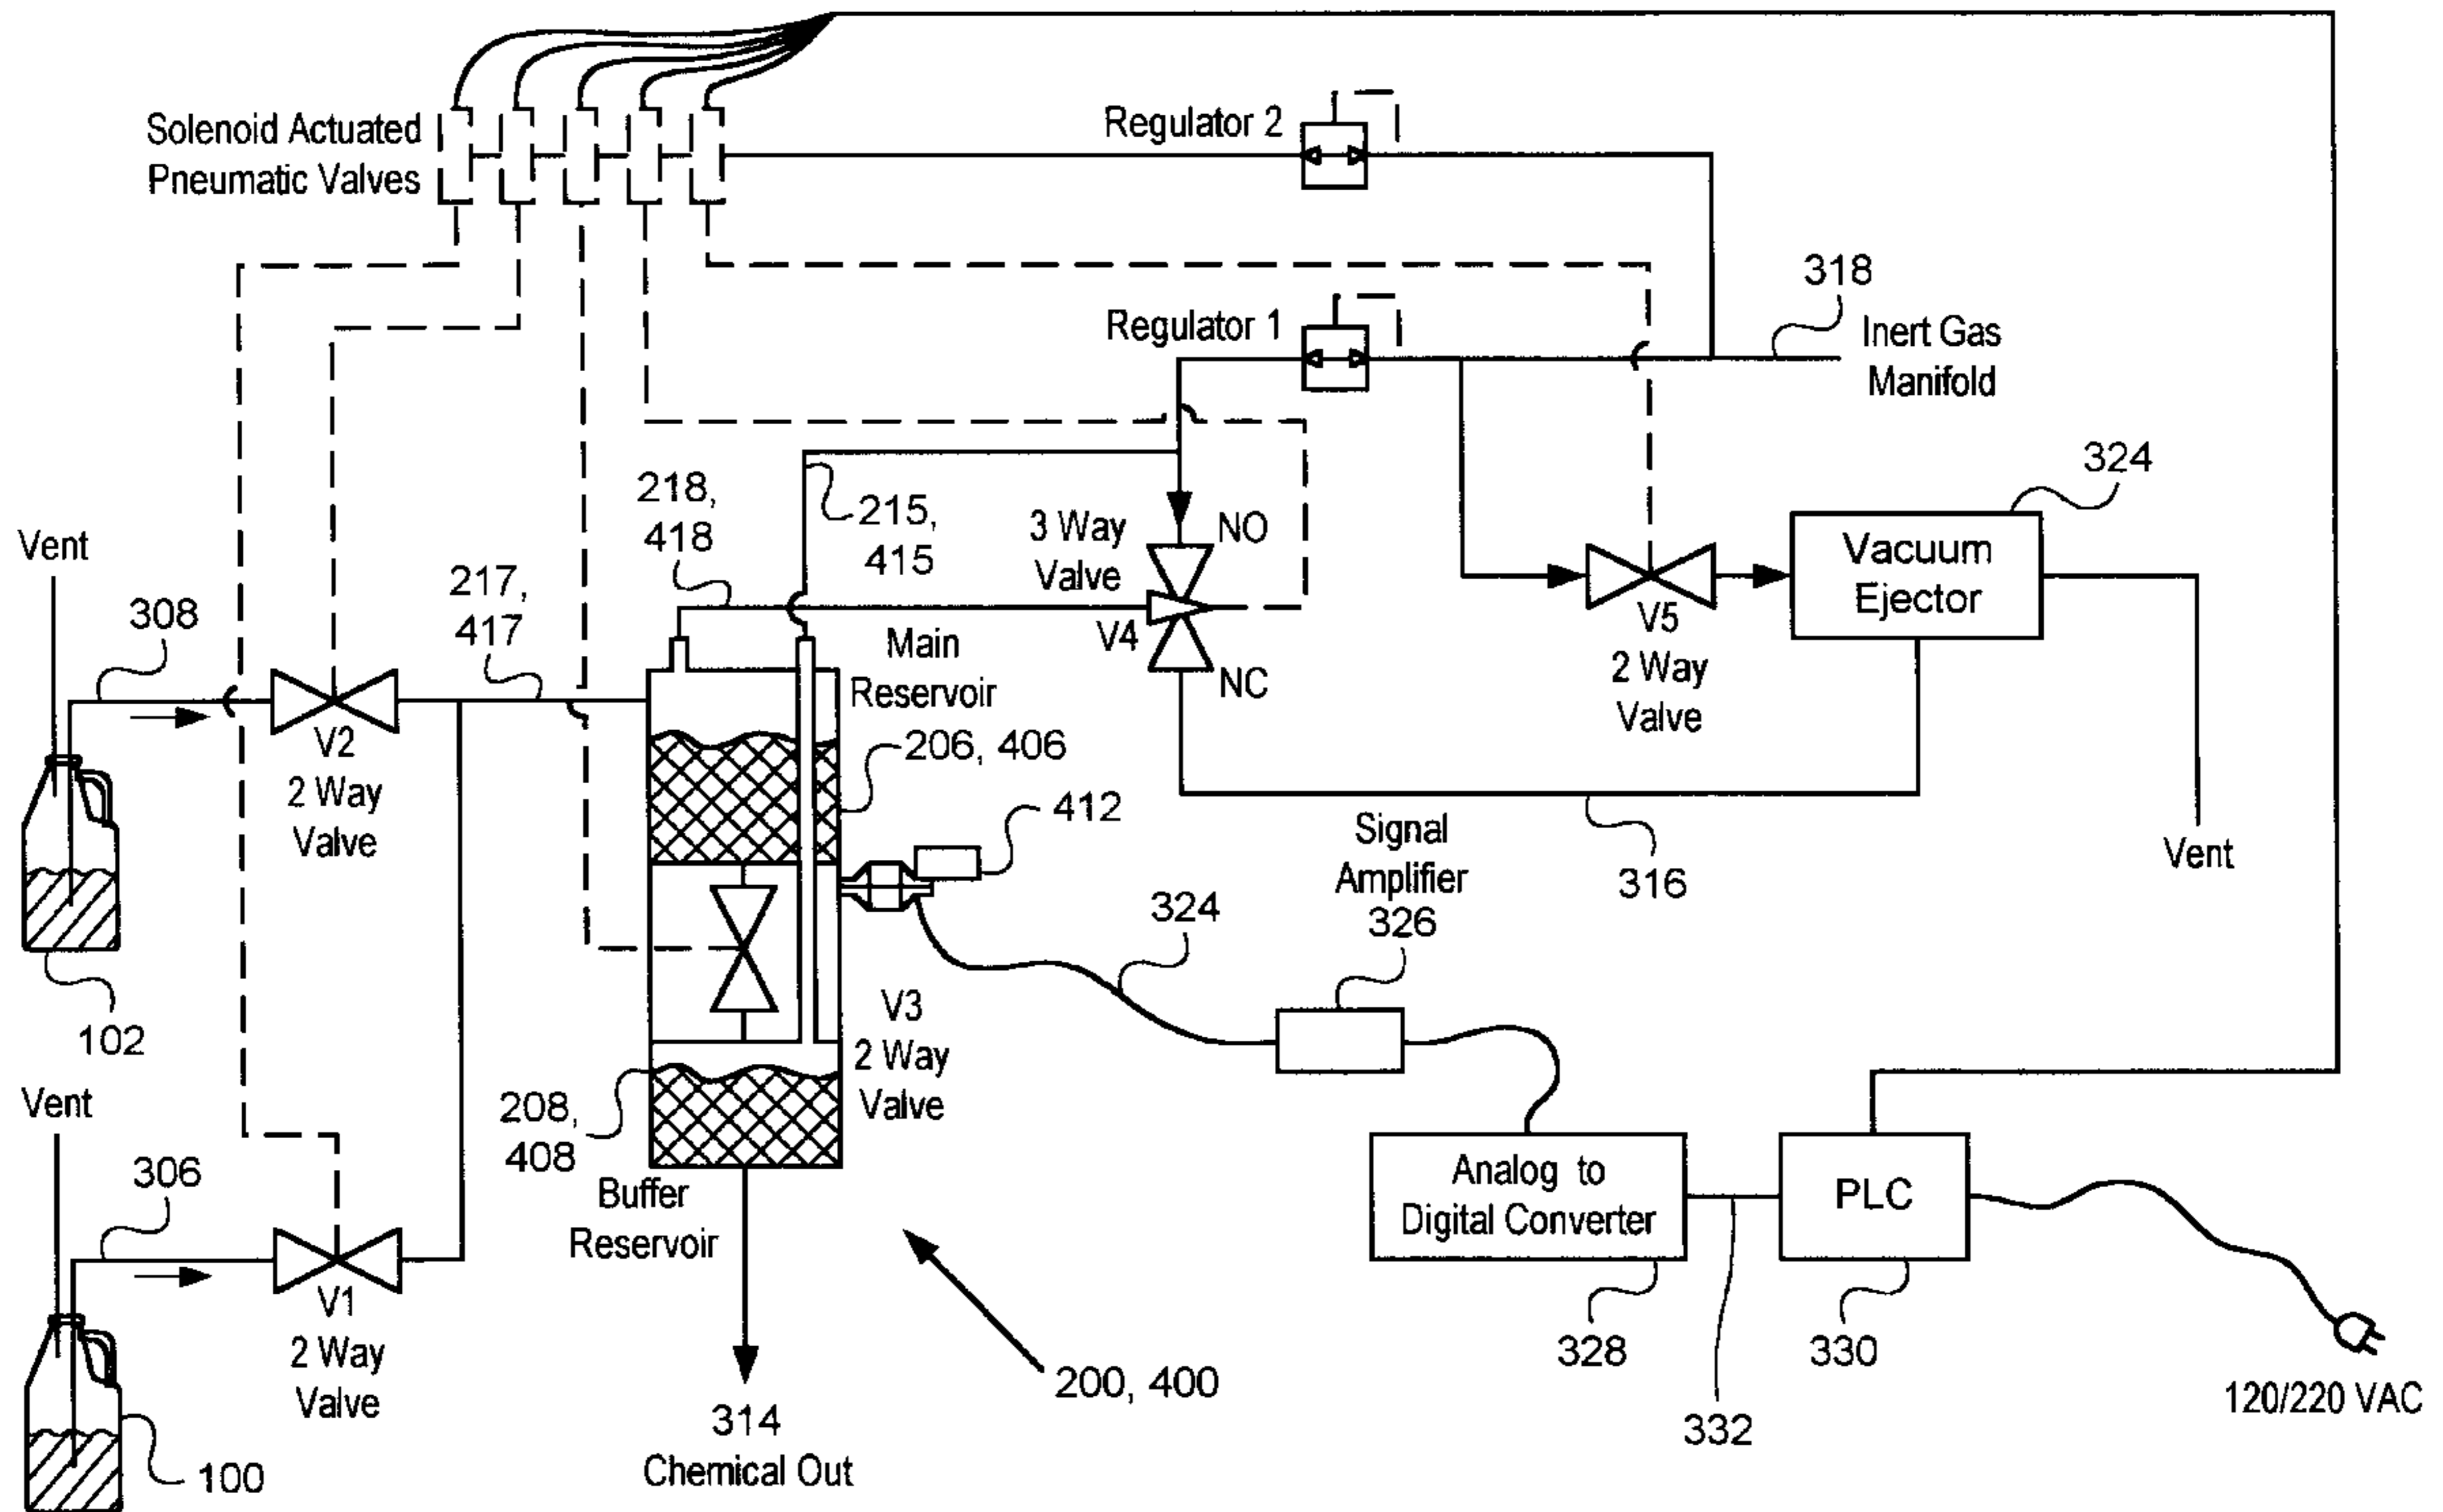 Solenoid Actuated
Pneumatic Valves
Regulator 2
Regulator 1
318
Inert Gas
Manifold
324
Vacuum
Ejector
218,
418
215,
415
3 Way
Valve
NO
V4
NC
V5
2 Way
Valve
Vent
308
217,
417
Main
Reservoir
206, 406
V2
2 Way
Valve
412
Signal
Amplifier
326
316
Vent
324
102
V3
2 Way
Valve
Vent
208,
408
306
Buffer
Reservoir
Analog to
Digital Converter
PLC
V1
2 Way
Valve
200, 400
328
330
332
120/220 VAC
314
Chemical Out
100